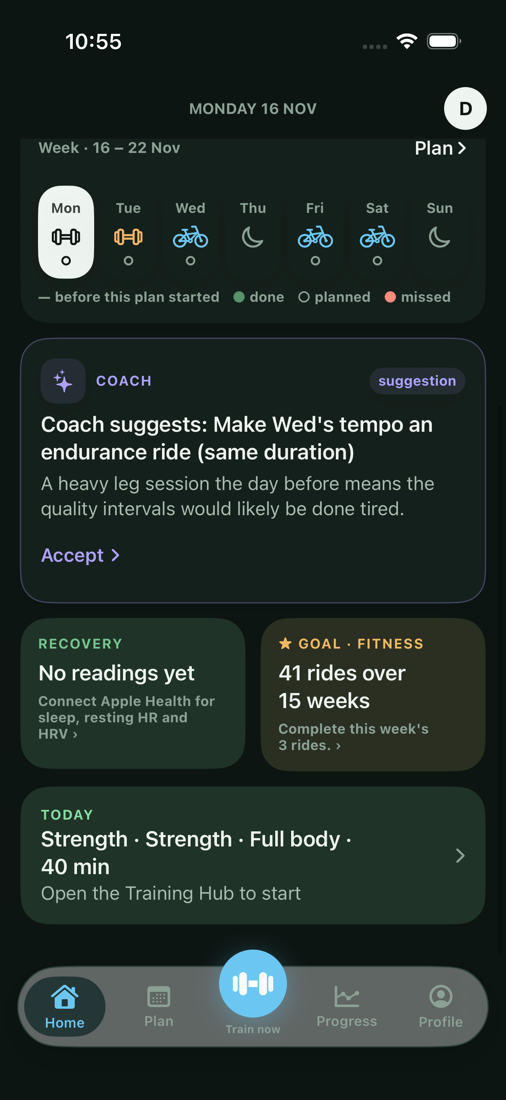 10:55
MONDAY 16 NOV
D
Week · 16 – 22 Nov
Plan ›
Mon
Tue
Wed
Thu
Fri
Sat
Sun
— before this plan started
done
planned
missed
COACH
suggestion
Coach suggests: Make Wed's tempo an
endurance ride (same duration)
A heavy leg session the day before means the
quality intervals would likely be done tired.
Accept ›
RECOVERY
No readings yet
Connect Apple Health for
sleep, resting HR and
HRV ›
GOAL · FITNESS
41 rides over
15 weeks
Complete this week's
3 rides. ›
TODAY
Strength · Strength · Full body ·
40 min
Open the Training Hub to start
Home
Plan
Train now
Progress
Profile